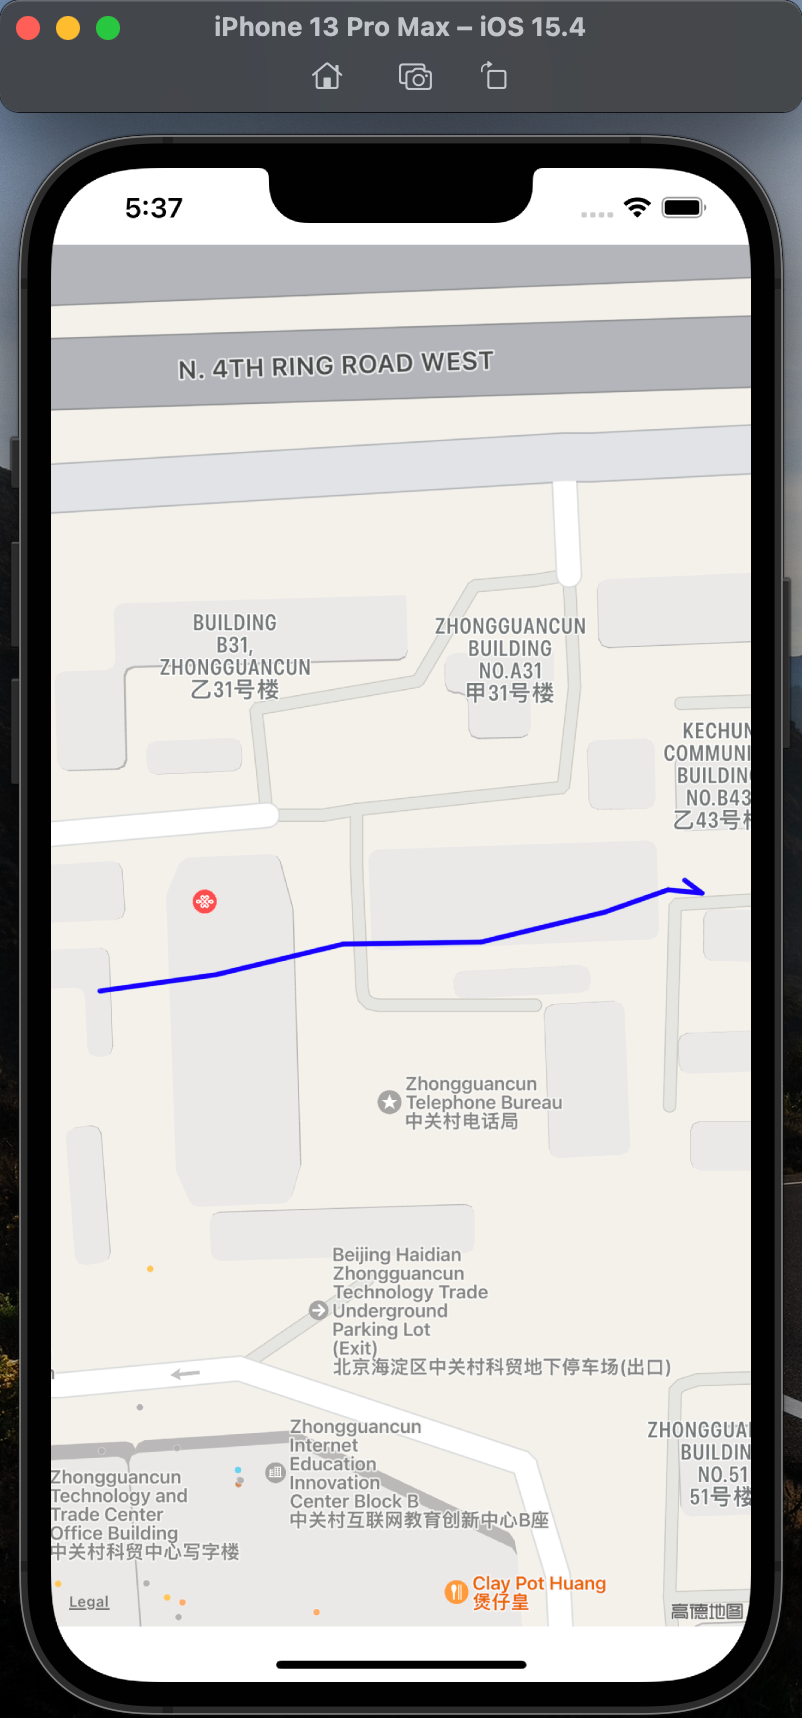 iPhone 13 Pro Max – iOS 15.4
5:37
N. 4TH RING ROAD WEST
BUILDING
B31,
ZHONGGUANCUN
乙31号楼
ZHONGGUANCUN
BUILDING
NO.A31
甲31号楼
KECHUN
COMMUNI
BUILDING
NO.B43
乙43号
Zhongguancun
Telephone Bureau
中关村电话局
Beijing Haidian
Zhongguancun
Technology Trade
Underground
Parking Lot
(Exit)
北京海淀区中关村科贸地下停车场(出口)
Zhongguancun
Internet
Education
Innovation
Center Block B
中关村互联网教育创新中心B座
ZHONGGUA
BUILDIN
NO.51
51号楼
Zhongguancun
Technology and
Trade Center
Office Building
中关村科贸中心写字楼
Clay Pot Huang
煲仔皇
Legal
高德地图